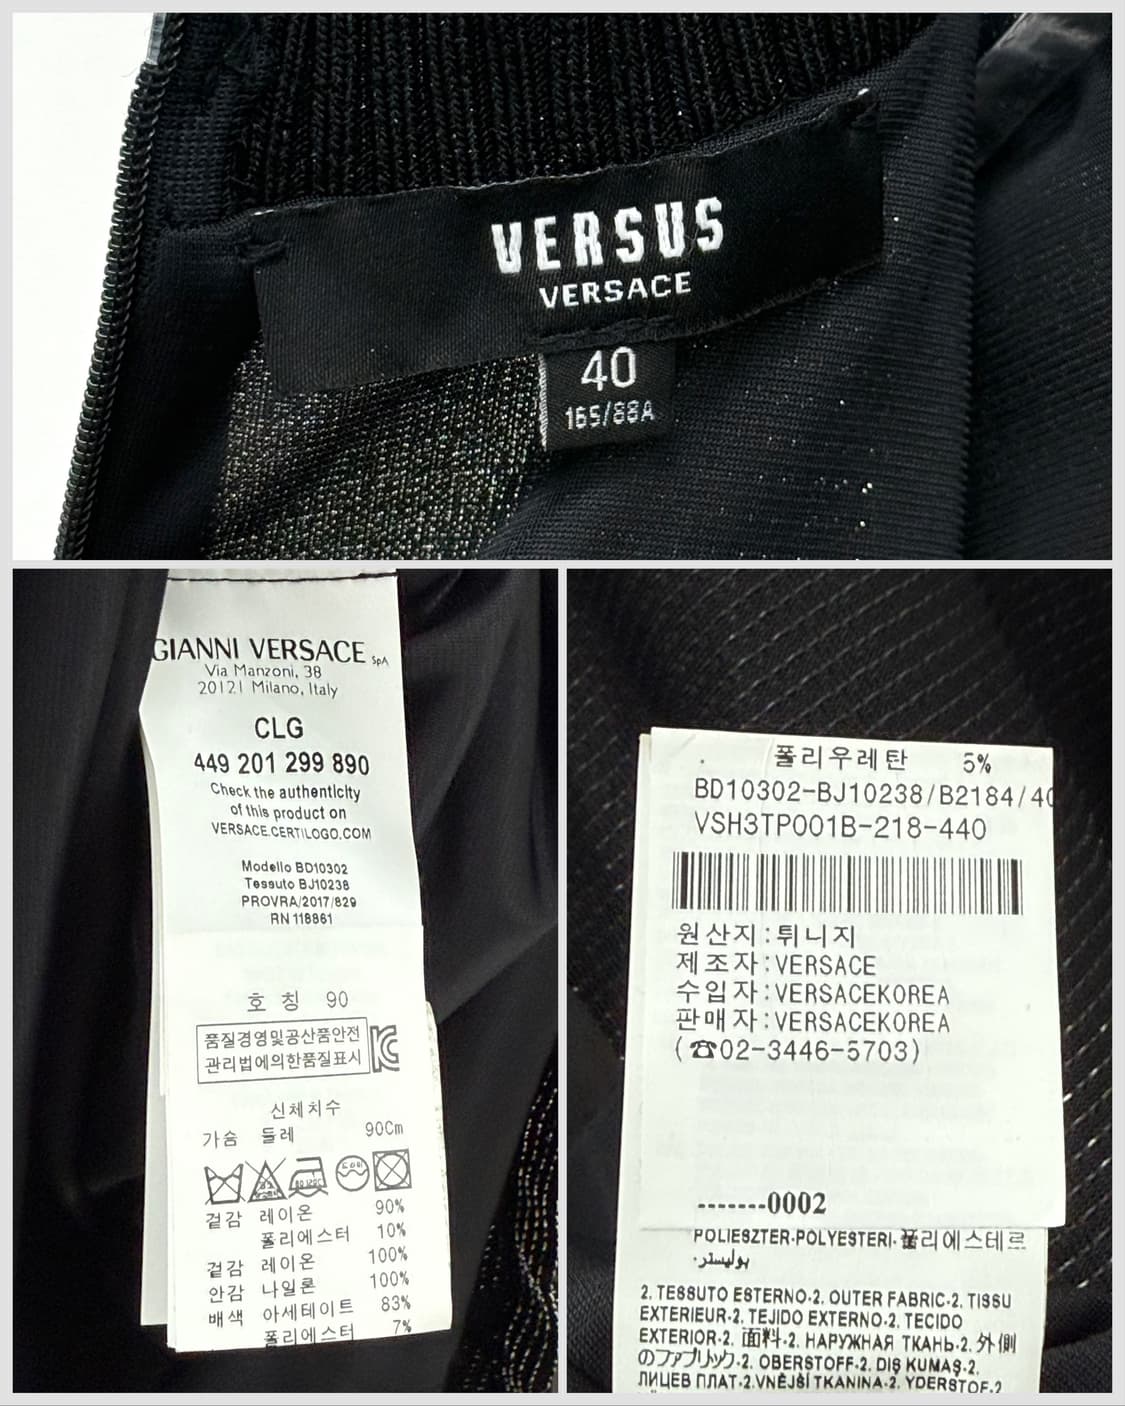 VERSUS
VERSACE
40
165/88A
GIANNI VERSACE SpA
Via Manzoni, 38
20121 Milano, Italy
CLG
449 201 299 890
Check the authenticity
of this product on
VERSACE.CERTILOGO.COM
Modello BD10302
Tessuto BJ10238
PROVRA/2017/829
RN 118861
호 칭 90
품질경영및공산품안전
관리법에의한품질표시
신체치수
가슴 둘레 90Cm
겉감 레이온 90%
폴리에스터 10%
겉감 레이온 100%
안감 나일론 100%
배색 아세테이트 83%
폴리에스터 7%
폴리우레탄 5%
BD10302-BJ10238/B2184/40
VSH3TP001B-218-440
원산지:튀니지
제조자:VERSACE
수입자:VERSACEKOREA
판매자:VERSACEKOREA
(☎02-3446-5703)
-------0002
POLIESZTER-POLYESTERI-폴리에스테르
بوليستر-
2. TESSUTO ESTERNO-2. OUTER FABRIC-2. TISSU
EXTERIEUR-2. TEJIDO EXTERNO-2. TECIDO
EXTERIOR-2. 面料-2. НАРУЖНАЯ ТКАНЬ-2. 外側
のファブリック-2. OBERSTOFF-2. DIŞ KUMAŞ-2.
ЛИЦЕВ ПЛАТ-2.VNĚJŠÍ TKANINA-2. YDERSTOF-2